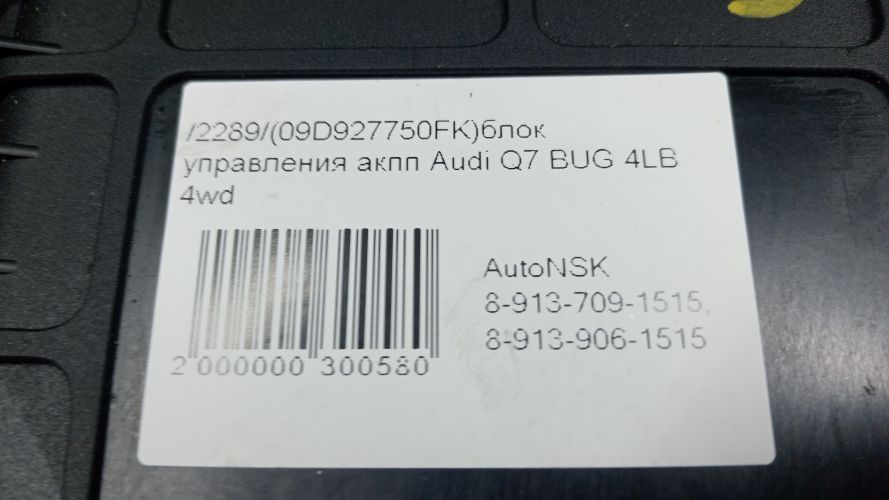 /2289/(09D927750FK)блок
управления акпп Audi Q7 BUG 4LB
4wd
AutoNSK
8-913-709-1515,
8-913-906-1515
2 000000 300580